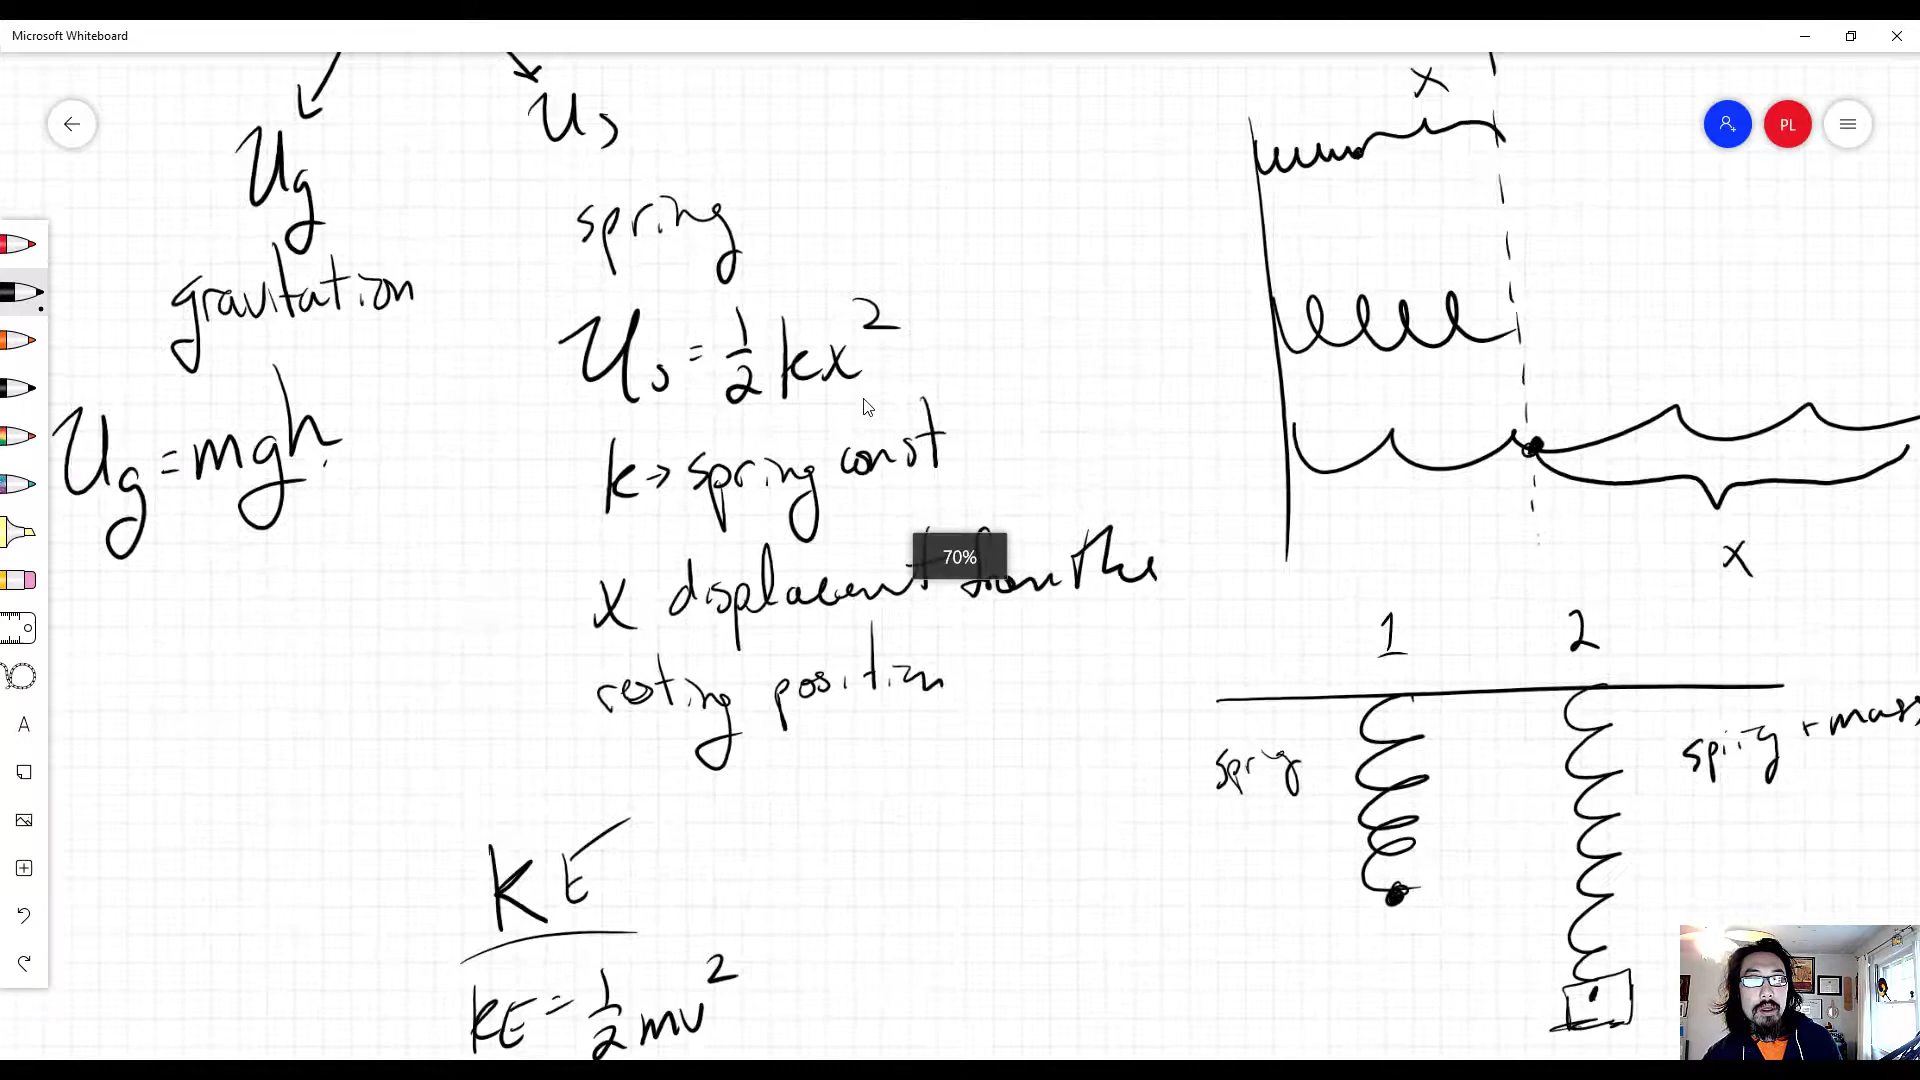 Microsoft Whiteboard
PL
Ug
gravitation
Ug = mgh
Us
spring
Us = 1/2 kx²
k → spring const
x displacement from the
resting position
70%
KE
KE = 1/2 mv²
x
x
1
2
spring
spring + mass
A